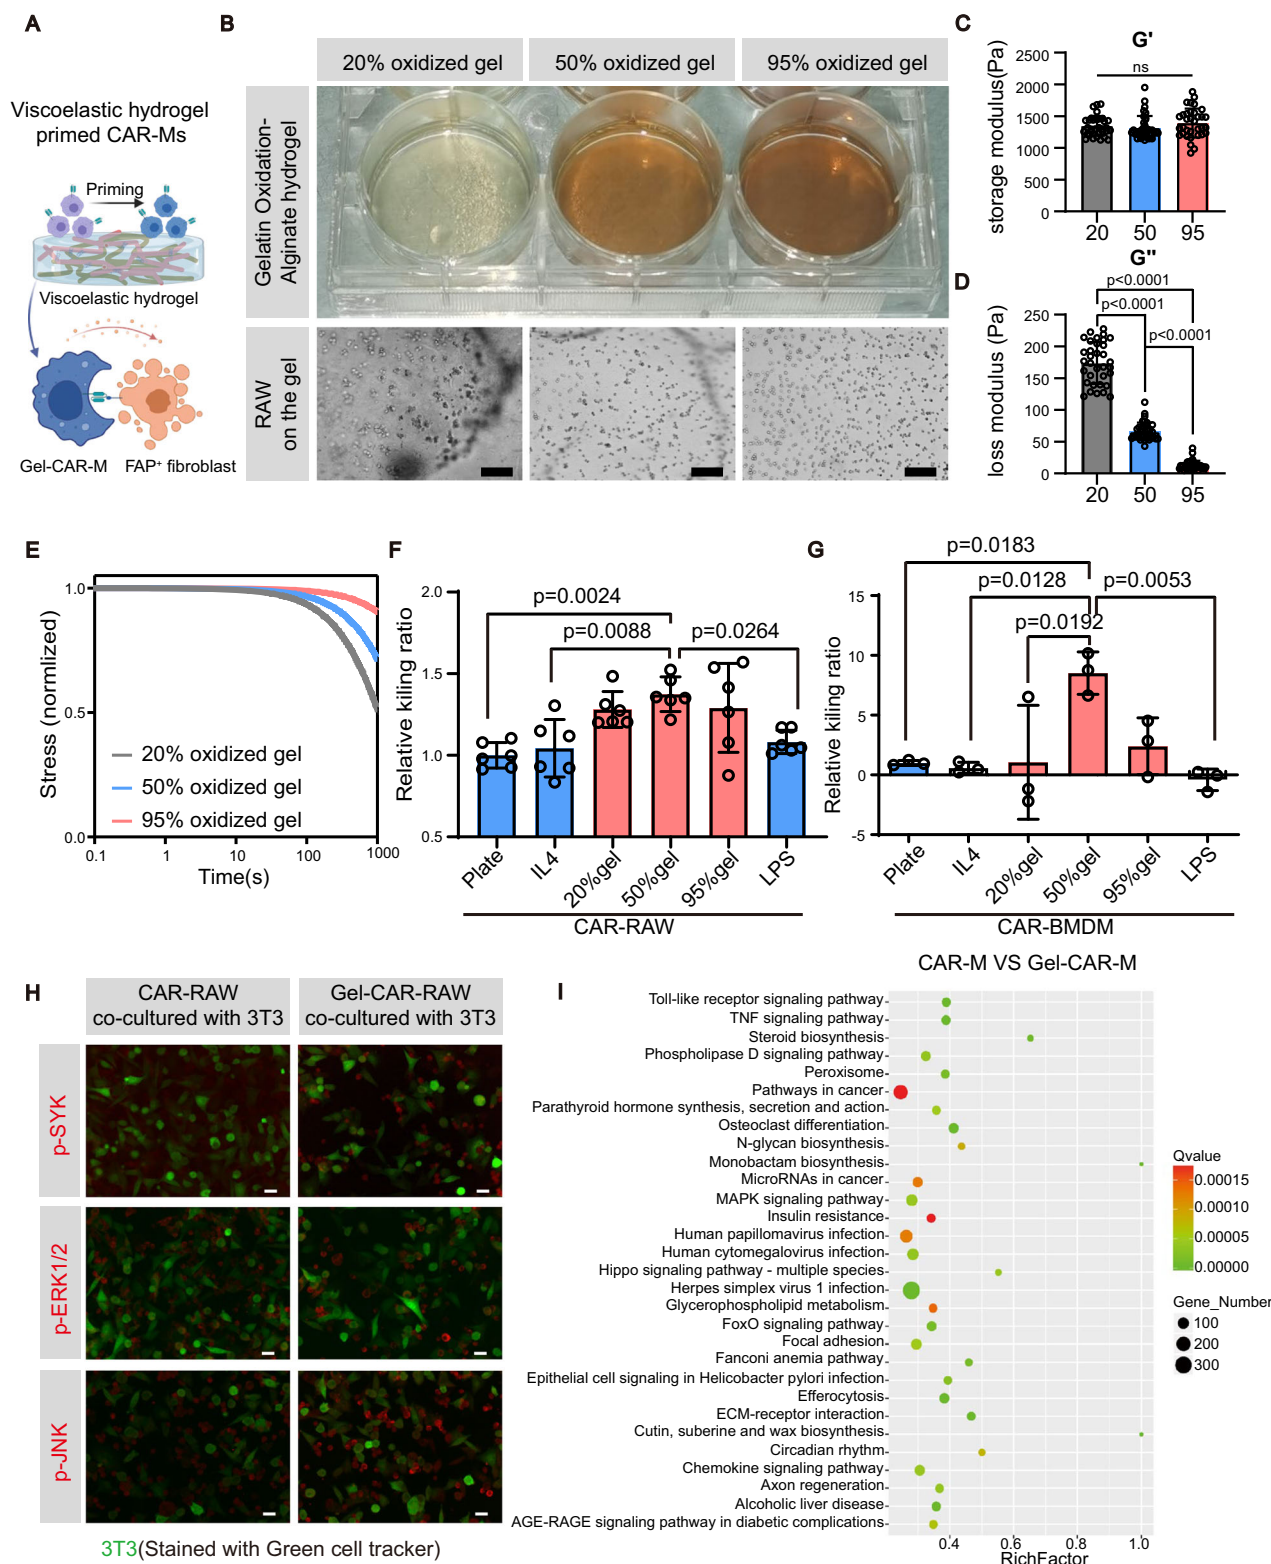 A
Viscoelastic hydrogel
primed CAR-Ms
Priming
Viscoelastic hydrogel
Gel-CAR-M
FAP⁺ fibroblast
B
20% oxidized gel
50% oxidized gel
95% oxidized gel
Gelatin Oxidation-
Alginate hydrogel
RAW
on the gel
C
G'
storage modulus(Pa)
2500
2000
1500
1000
500
0
ns
20
50
95
D
G"
loss modulus (Pa)
250
200
150
100
50
0
p<0.0001
p<0.0001
p<0.0001
20
50
95
E
Stress (normlized)
1.0
0.5
0.0
20% oxidized gel
50% oxidized gel
95% oxidized gel
0.1
1
10
100
1000
Time(s)
F
Relative killing ratio
2.0
1.5
1.0
0.5
p=0.0024
p=0.0088
p=0.0264
Plate
IL4
20%gel
50%gel
95%gel
LPS
CAR-RAW
G
Relative killing ratio
15
10
5
0
-5
p=0.0183
p=0.0128
p=0.0053
p=0.0192
Plate
IL4
20%gel
50%gel
95%gel
LPS
CAR-BMDM
H
CAR-RAW
co-cultured with 3T3
Gel-CAR-RAW
co-cultured with 3T3
p-SYK
p-ERK1/2
p-JNK
3T3(Stained with Green cell tracker)
I
CAR-M VS Gel-CAR-M
Toll-like receptor signaling pathway
TNF signaling pathway
Steroid biosynthesis
Phospholipase D signaling pathway
Peroxisome
Pathways in cancer
Parathyroid hormone synthesis, secretion and action
Osteoclast differentiation
N-glycan biosynthesis
Monobactam biosynthesis
MicroRNAs in cancer
MAPK signaling pathway
Insulin resistance
Human papillomavirus infection
Human cytomegalovirus infection
Hippo signaling pathway - multiple species
Herpes simplex virus 1 infection
Glycerophospholipid metabolism
FoxO signaling pathway
Focal adhesion
Fanconi anemia pathway
Epithelial cell signaling in Helicobacter pylori infection
Efferocytosis
ECM-receptor interaction
Cutin, suberine and wax biosynthesis
Circadian rhythm
Chemokine signaling pathway
Axon regeneration
Alcoholic liver disease
AGE-RAGE signaling pathway in diabetic complications
0.4
0.6
0.8
1.0
RichFactor
Qvalue
0.00015
0.00010
0.00005
0.00000
Gene_Number
100
200
300